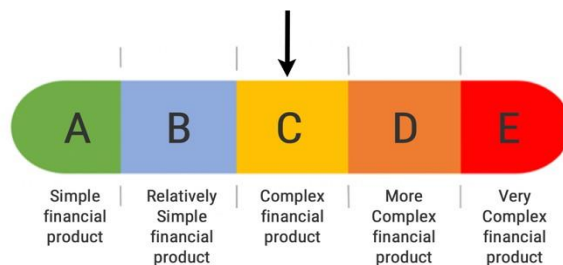 A B C D E
Simple
financial
product
Relatively
Simple
financial
product
Complex
financial
product
More
Complex
financial
product
Very
Complex
financial
product